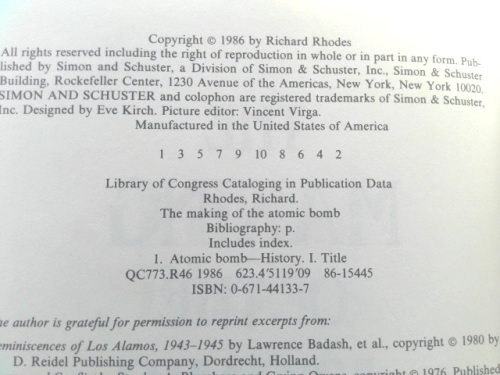 Copyright © 1986 by Richard Rhodes
All rights reserved including the right of reproduction in whole or in part in any form. Pub-
lished by Simon and Schuster, a Division of Simon & Schuster, Inc., Simon & Schuster
Building, Rockefeller Center, 1230 Avenue of the Americas, New York, New York 10020.
SIMON AND SCHUSTER and colophon are registered trademarks of Simon & Schuster,
Inc. Designed by Eve Kirch. Picture editor: Vincent Virga.
Manufactured in the United States of America
1 3 5 7 9 10 8 6 4 2
Library of Congress Cataloging in Publication Data
Rhodes, Richard.
The making of the atomic bomb
Bibliography: p.
Includes index.
1. Atomic bomb—History. I. Title
QC773.R46 1986 623.4'5119'09 86-15445
ISBN: 0-671-44133-7
author is grateful for permission to reprint excerpts from:
of Los Alamos, 1943–1945 by Lawrence Badash, et al., copyright © 1980 by
D. Reidel Publishing Company, Dordrecht, Holland.
copyright © 1976, Published